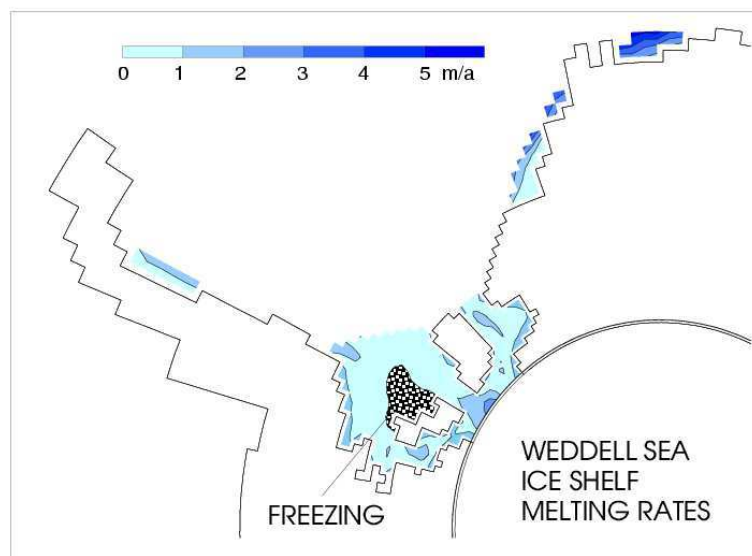 0 1 2 3 4 5 m/a
FREEZING
WEDDELL SEA
ICE SHELF
MELTING RATES